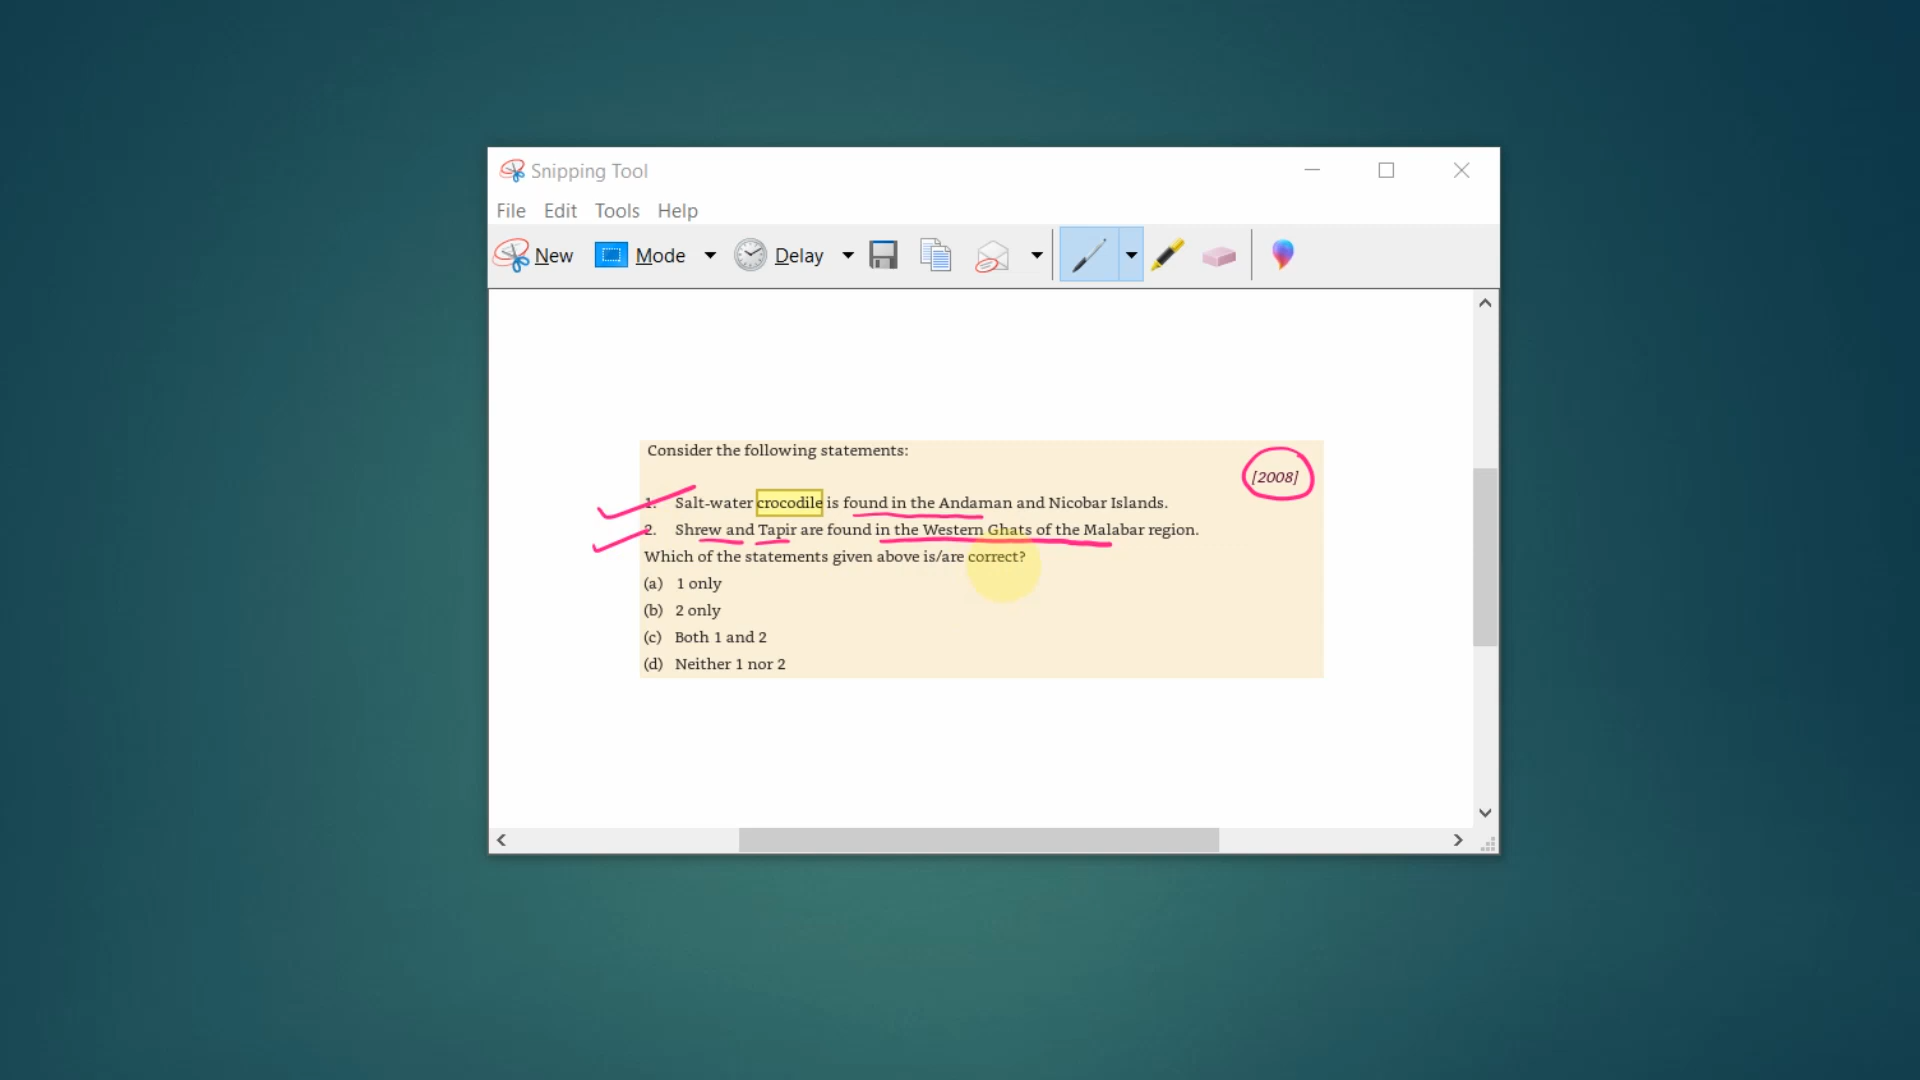 Snipping Tool
File Edit Tools Help
New Mode Delay
Consider the following statements:
[2008]
1. Salt-water crocodile is found in the Andaman and Nicobar Islands.
2. Shrew and Tapir are found in the Western Ghats of the Malabar region.
Which of the statements given above is/are correct?
(a) 1 only
(b) 2 only
(c) Both 1 and 2
(d) Neither 1 nor 2